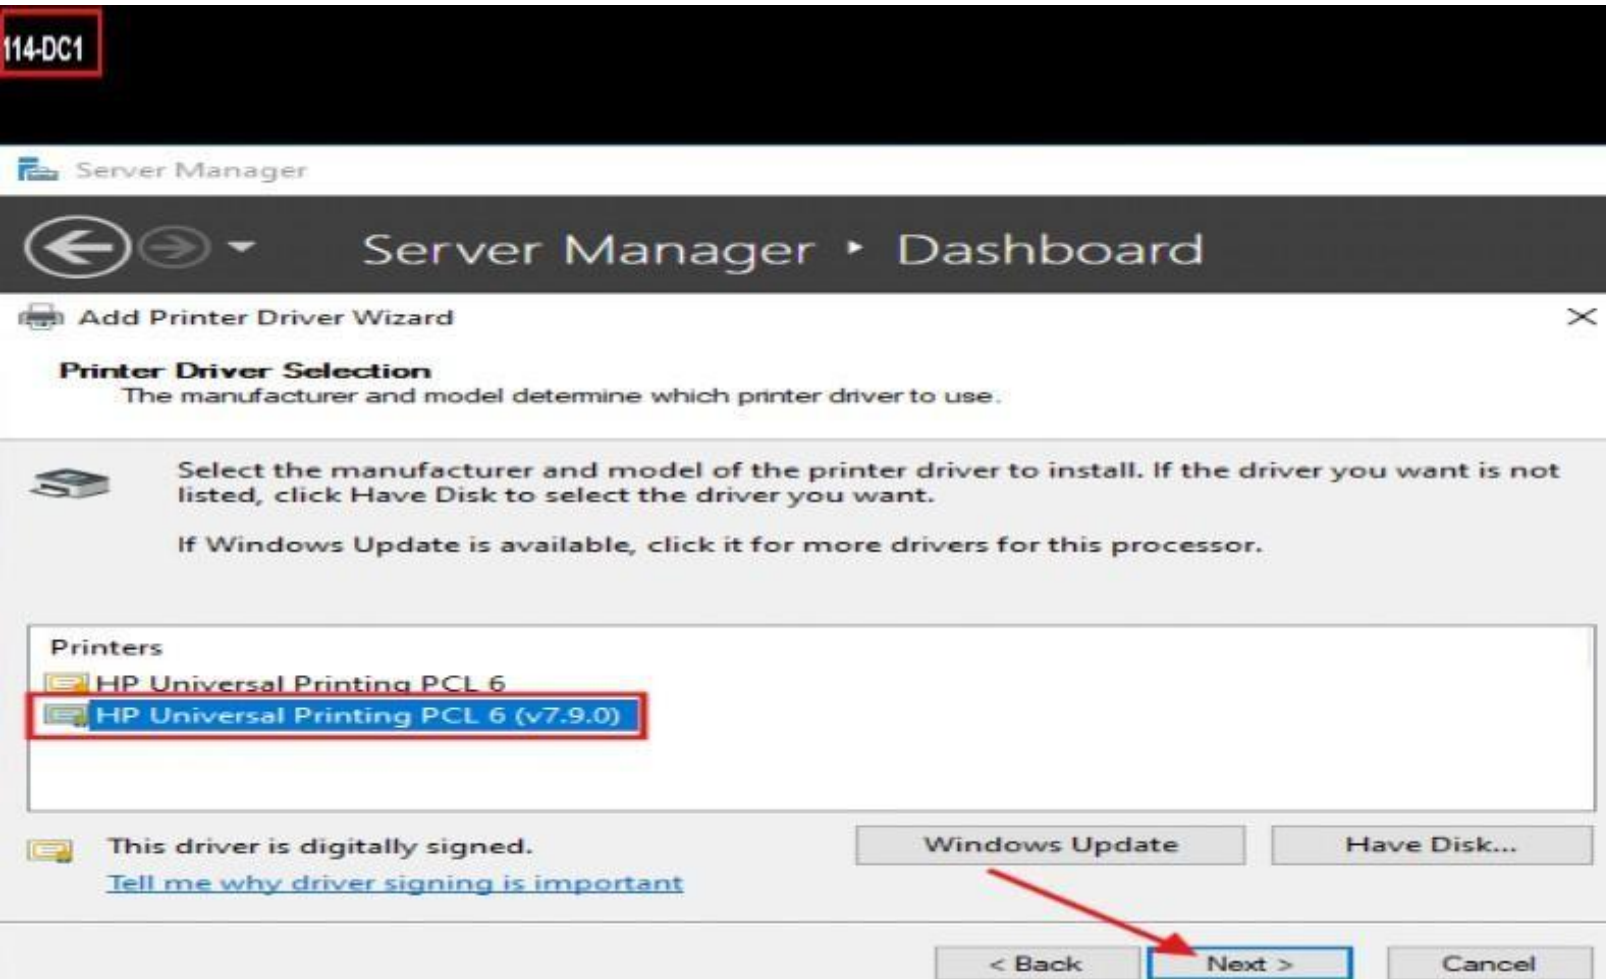 114-DC1
Server Manager
Server Manager ‣ Dashboard
Add Printer Driver Wizard
Printer Driver Selection
The manufacturer and model determine which printer driver to use.
Select the manufacturer and model of the printer driver to install. If the driver you want is not
listed, click Have Disk to select the driver you want.
If Windows Update is available, click it for more drivers for this processor.
Printers
HP Universal Printing PCL 6
HP Universal Printing PCL 6 (v7.9.0)
This driver is digitally signed.
Windows Update
Have Disk...
Tell me why driver signing is important
< Back
Next >
Cancel